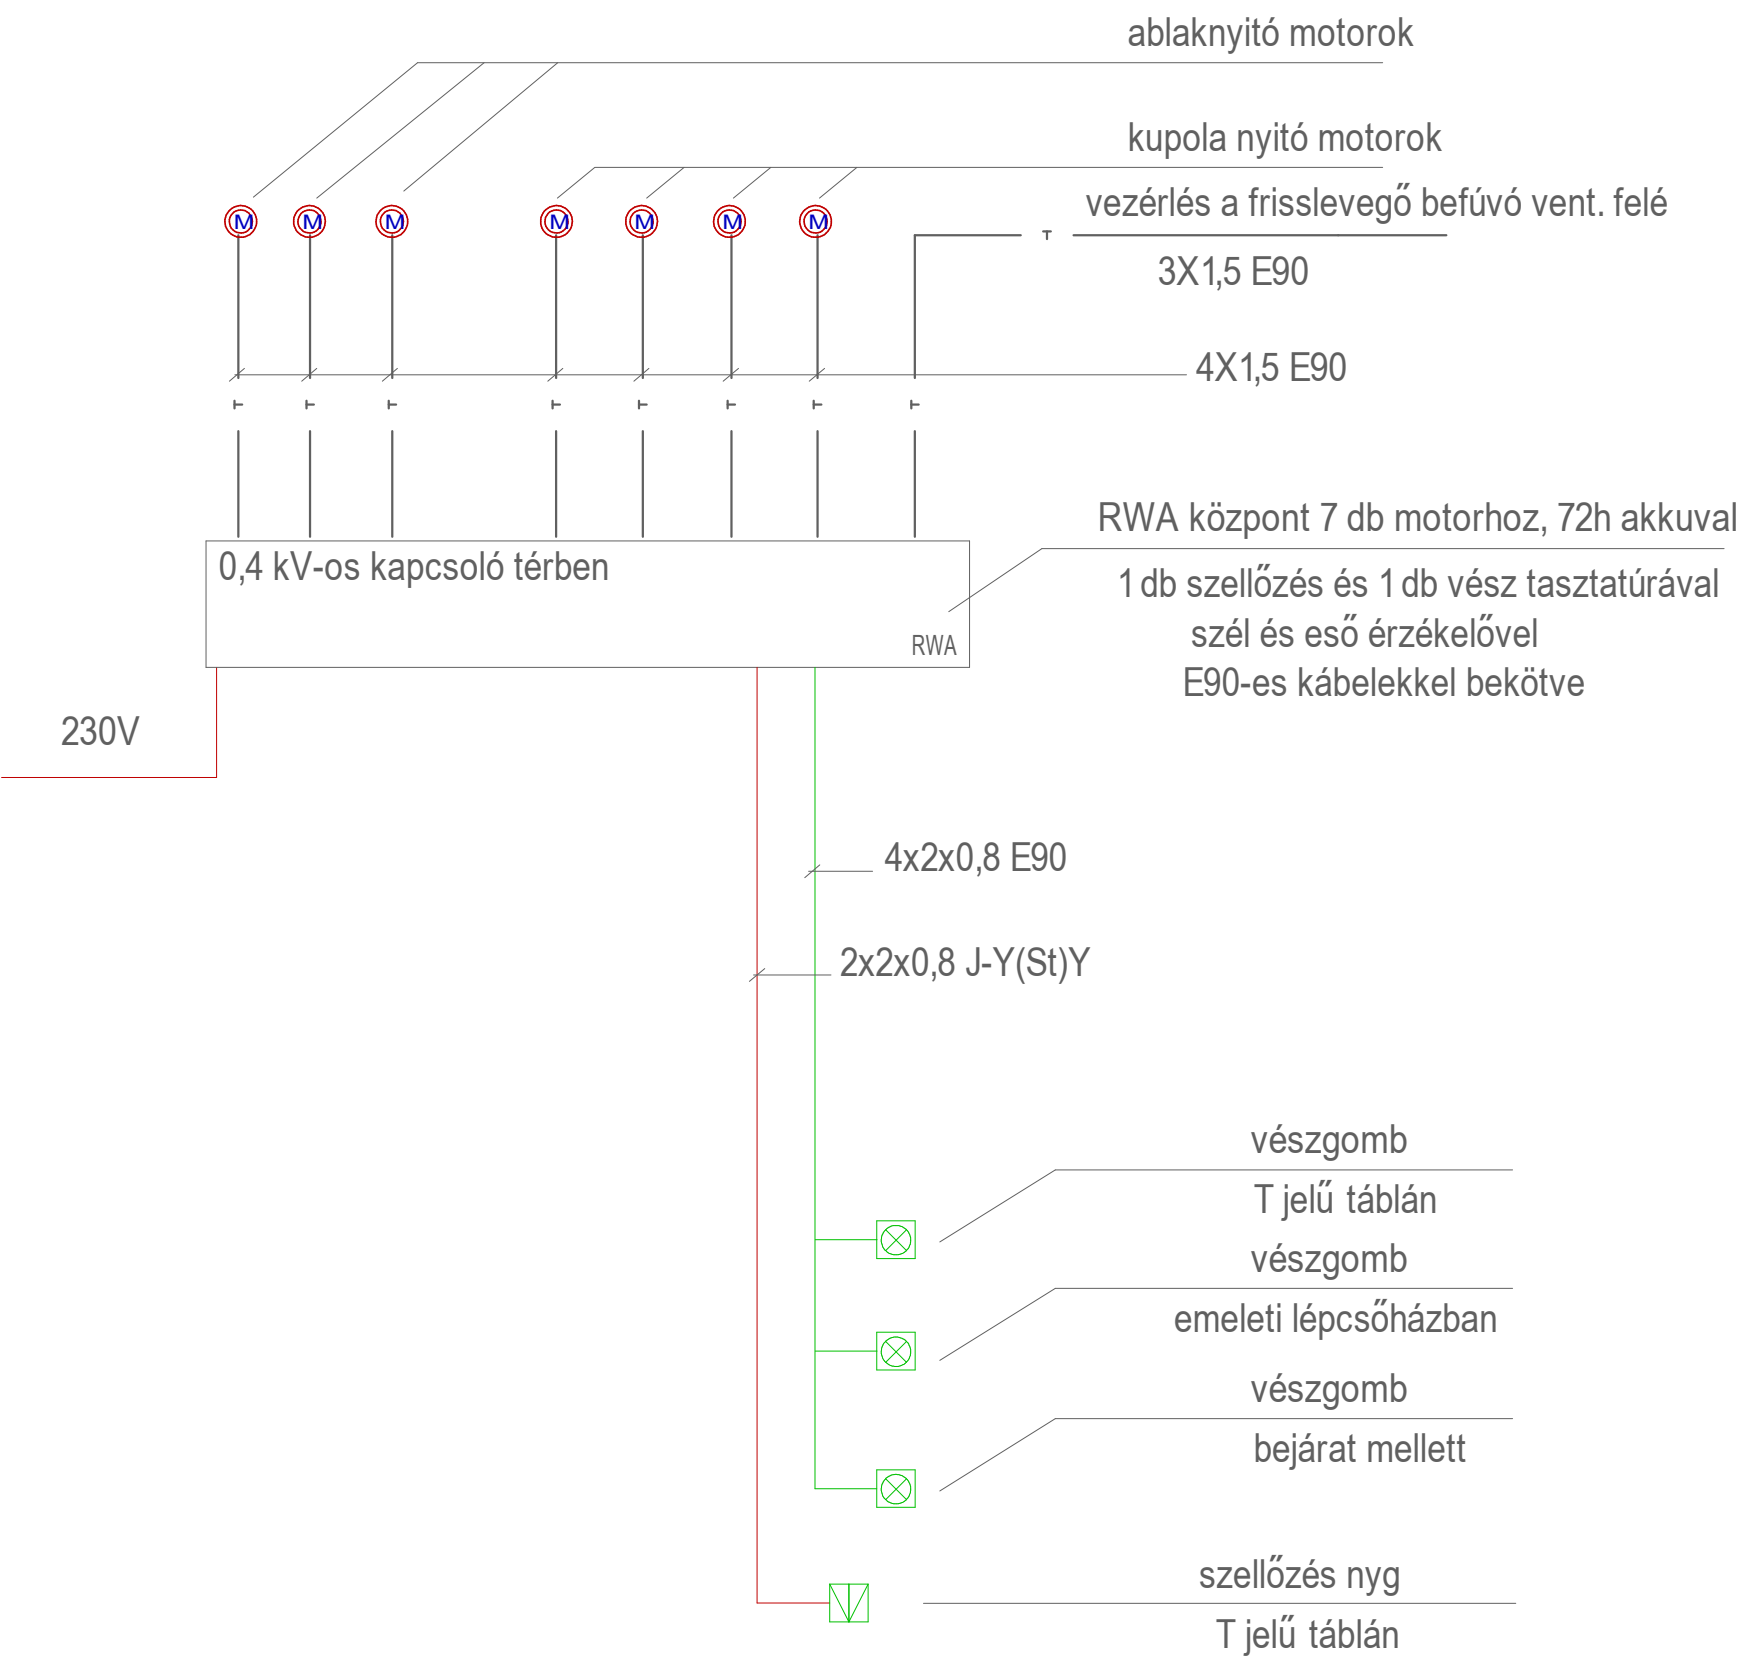 ablaknyitó motorok
kupola nyitó motorok
M M M M M M M
vezérlés a frisslevegő befúvó vent. felé
T
3X1,5 E90
4X1,5 E90
T T T T T T T T
RWA központ 7 db motorhoz, 72h akkuval
0,4 kV-os kapcsoló térben
1 db szellőzés és 1 db vész tasztatúrával
szél és eső érzékelővel
RWA
E90-es kábelekkel bekötve
230V
4x2x0,8 E90
2x2x0,8 J-Y(St)Y
vészgomb
T jelű táblán
vészgomb
emeleti lépcsőházban
vészgomb
bejárat mellett
szellőzés nyg
T jelű táblán